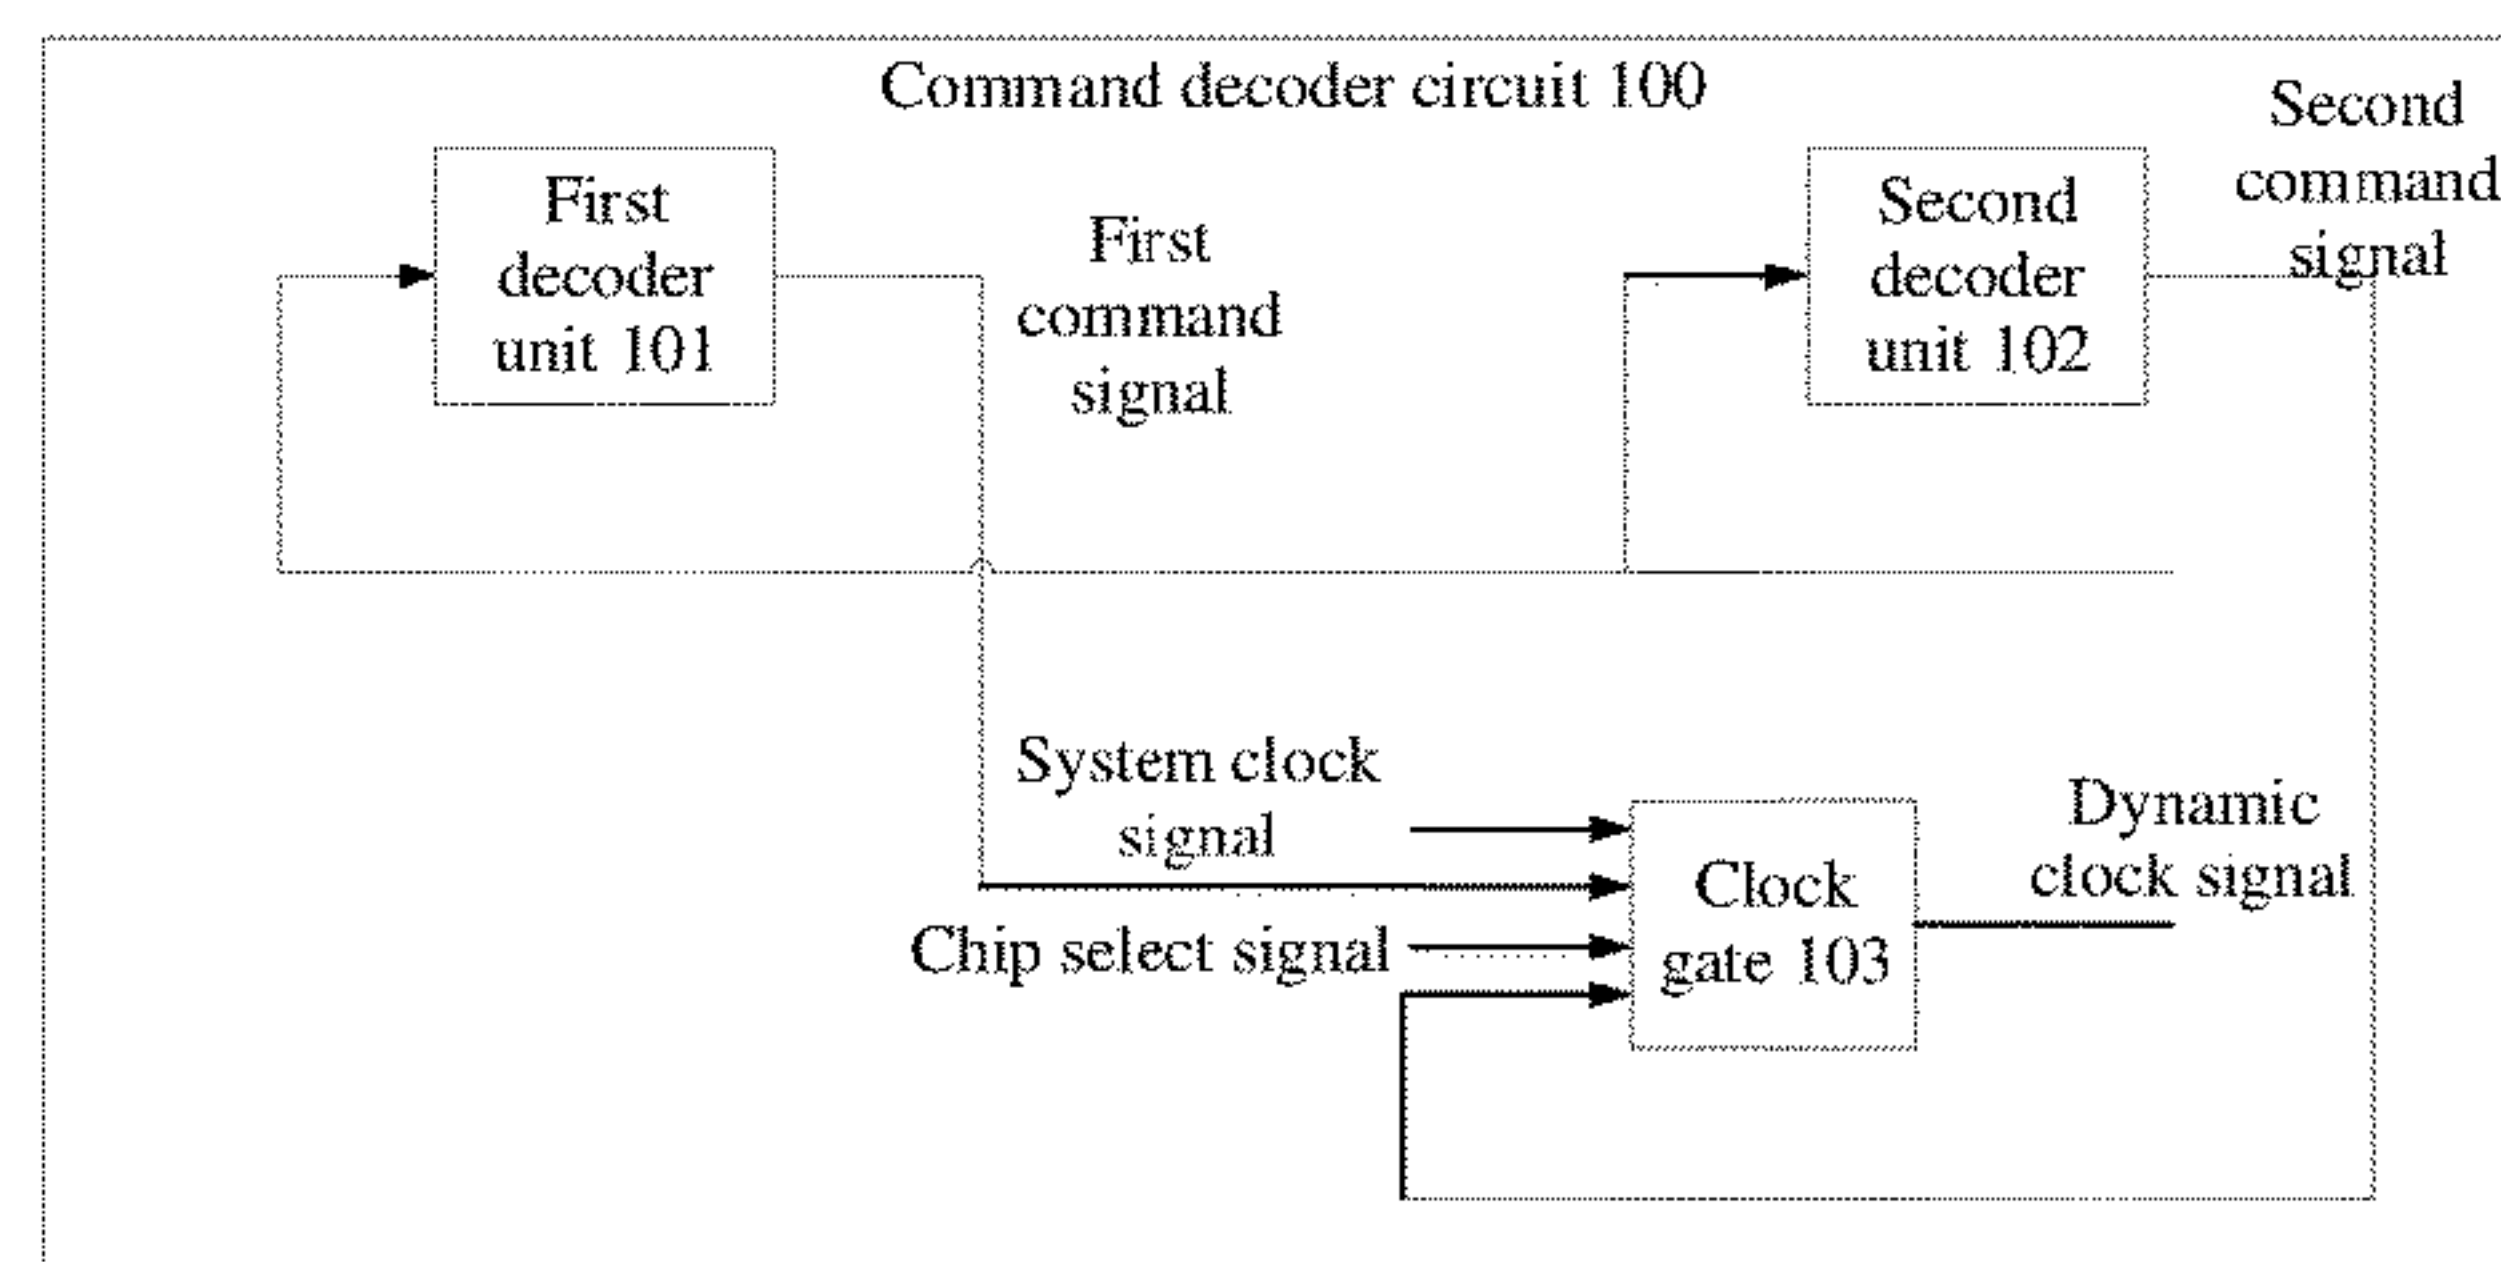 Command decoder circuit 100
First
decoder
unit 101
First
command
signal
Second
decoder
unit 102
Second
command
signal
System clock
signal
Chip select signal
Clock
gate 103
Dynamic
clock signal